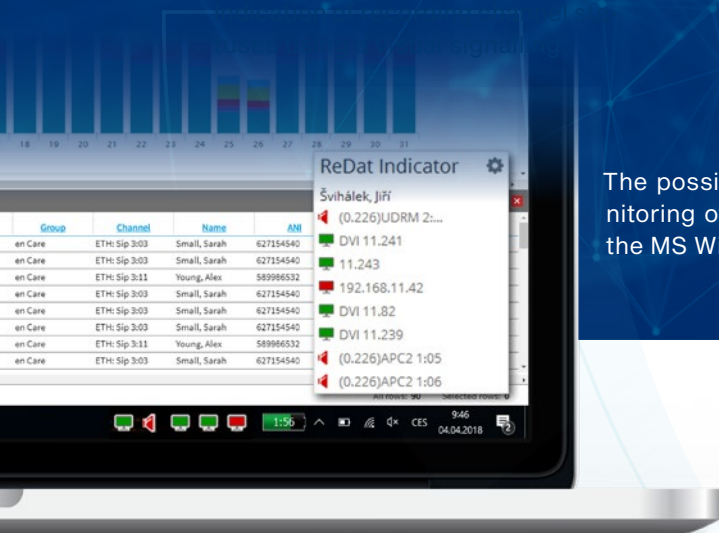 signalling
18 19 20 21 22 23 24 25 26 27 28 29 30 31
ReDat Indicator
Švihálek, Jiří
(0.226)UDRM 2:...
DVI 11.241
11.243
192.168.11.42
DVI 11.82
DVI 11.239
(0.226)APC2 1:05
(0.226)APC2 1:06
Group Channel Name ANI
en Care ETH: Sip 3:03 Small, Sarah 627154540
en Care ETH: Sip 3:03 Small, Sarah 627154540
en Care ETH: Sip 3:11 Young, Alex 589986532
en Care ETH: Sip 3:03 Small, Sarah 627154540
en Care ETH: Sip 3:03 Small, Sarah 627154540
en Care ETH: Sip 3:03 Small, Sarah 627154540
en Care ETH: Sip 3:11 Young, Alex 589986532
en Care ETH: Sip 3:03 Small, Sarah 627154540
All rows: 90 Selected rows: 0
1:56 CES 9:46
04.04.2018 2
The possi
nitoring o
the MS Wi